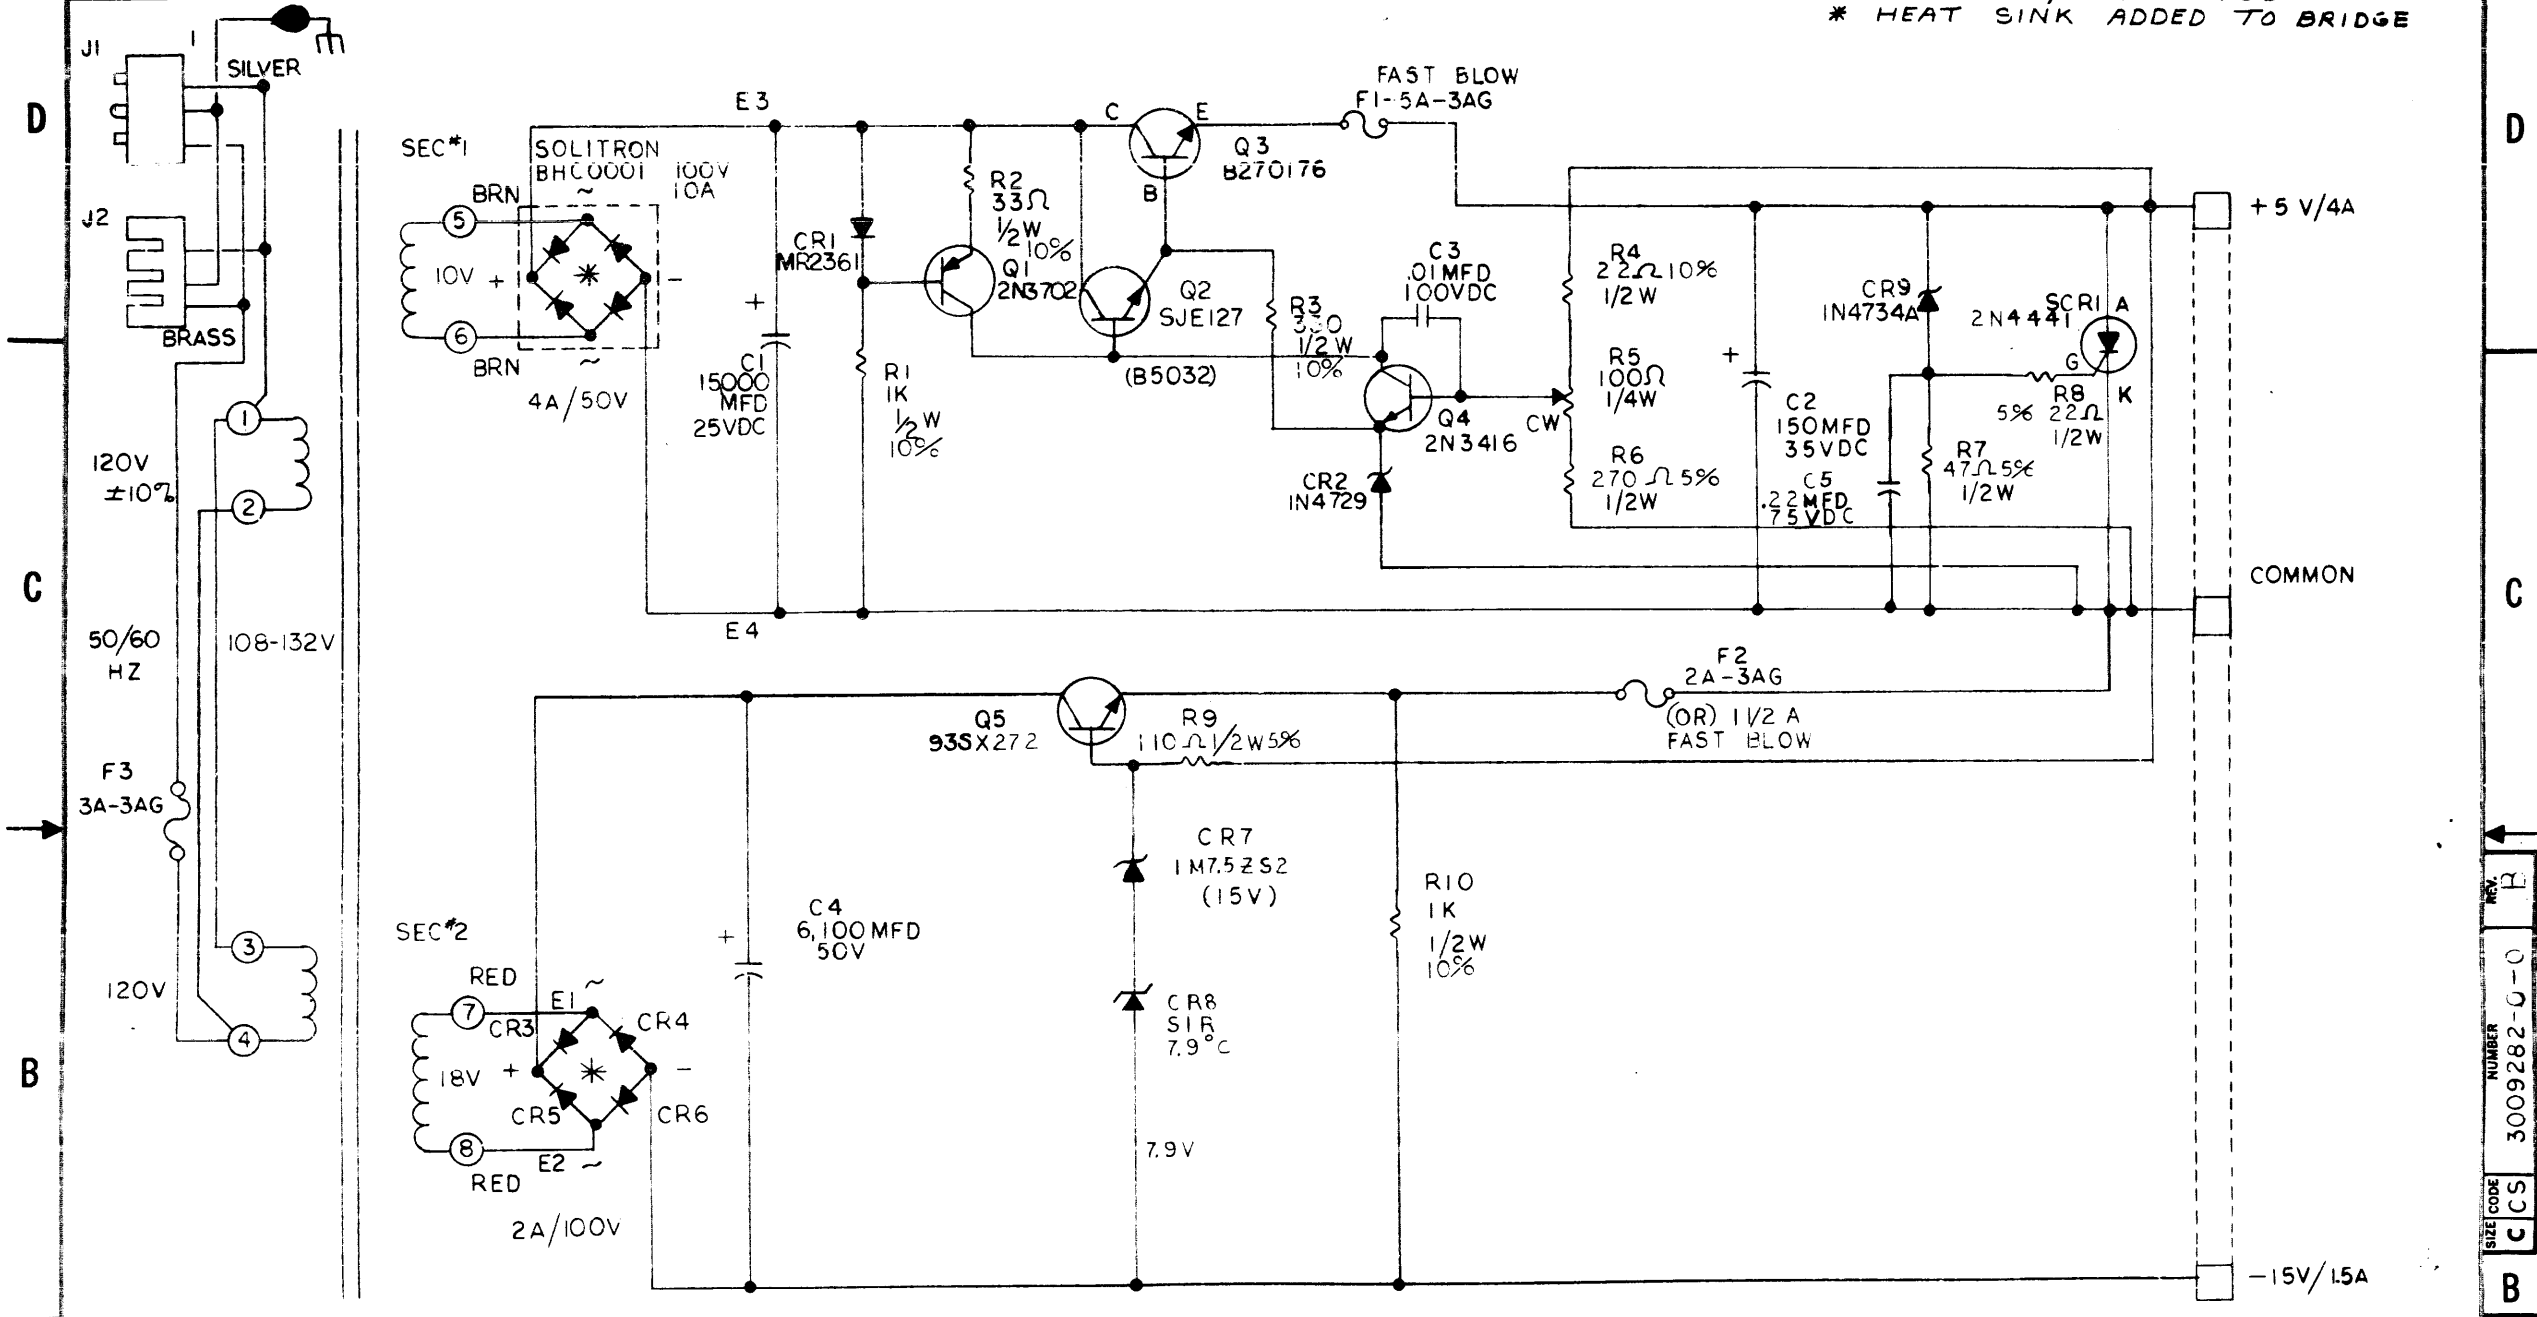 * HEAT SINK ADDED TO BRIDGE
D
D
J1
1
SILVER
J2
BRASS
E3
SEC#1
SOLITRON
BHC0001
100V
10A
~
BRN
5
10V
+
*
-
6
BRN
~
4A/50V
+
C1
15000
MFD
25VDC
CR1
MR2361
R1
1K
1/2W
10%
R2
33Ω
1/2W
10%
Q1
2N3702
C
E
B
Q3
B270176
Q2
SJE127
(B5032)
R3
330
1/2W
10%
FAST BLOW
F1-5A-3AG
C3
.01MFD
100VDC
Q4
2N3416
CR2
1N4729
CW
R4
22Ω 10%
1/2W
R5
100Ω
1/4W
R6
270Ω 5%
1/2W
+
C2
150MFD
35VDC
C5
.22MFD
75VDC
CR9
1N4734A
R7
47Ω 5%
1/2W
SCR1
2N4441
A
G
K
R8
5% 22Ω
1/2W
+5V/4A
COMMON
C
C
E4
1
2
120V
±10%
50/60
HZ
108-132V
F3
3A-3AG
3
120V
4
F2
2A-3AG
(OR) 1 1/2 A
FAST BLOW
Q5
93SX272
R9
110Ω 1/2W 5%
CR7
1M7.5ZS2
(15V)
CR8
S1R
7.9°C
7.9V
R10
1K
1/2W
10%
C4
6,100MFD
50V
+
SEC#2
RED
7
E1
~
CR3
CR4
18V
+
*
-
CR5
CR6
8
E2
~
RED
2A/100V
-15V/1.5A
B
B
REV.
B
NUMBER
3009282-0-0
CODE
CS
SIZE
C